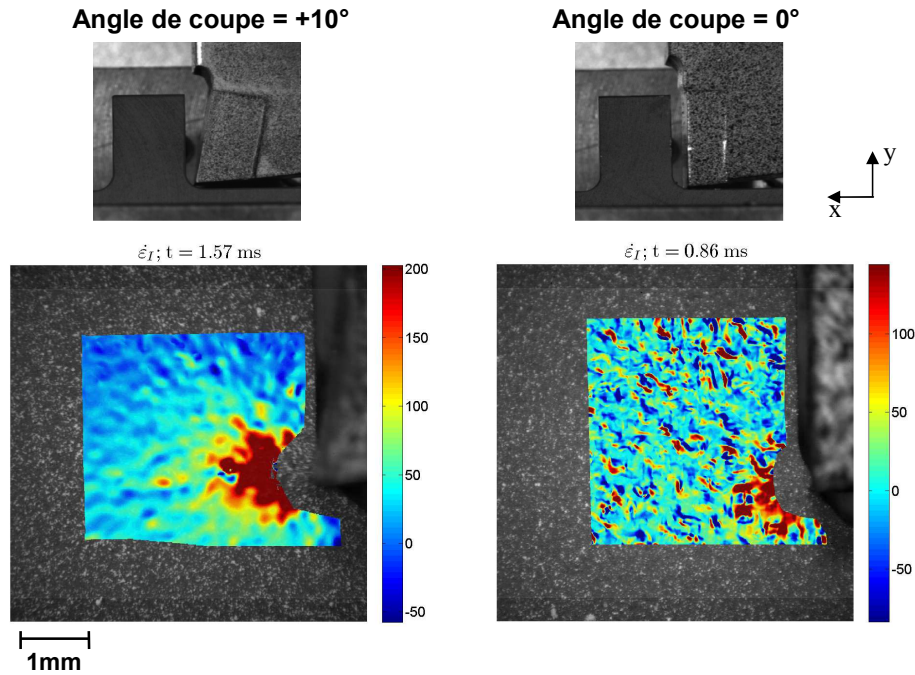 Angle de coupe = +10°
Angle de coupe = 0°
y
x
ε̇_I; t = 1.57 ms
ε̇_I; t = 0.86 ms
200
150
100
50
0
-50
100
50
0
-50
1mm